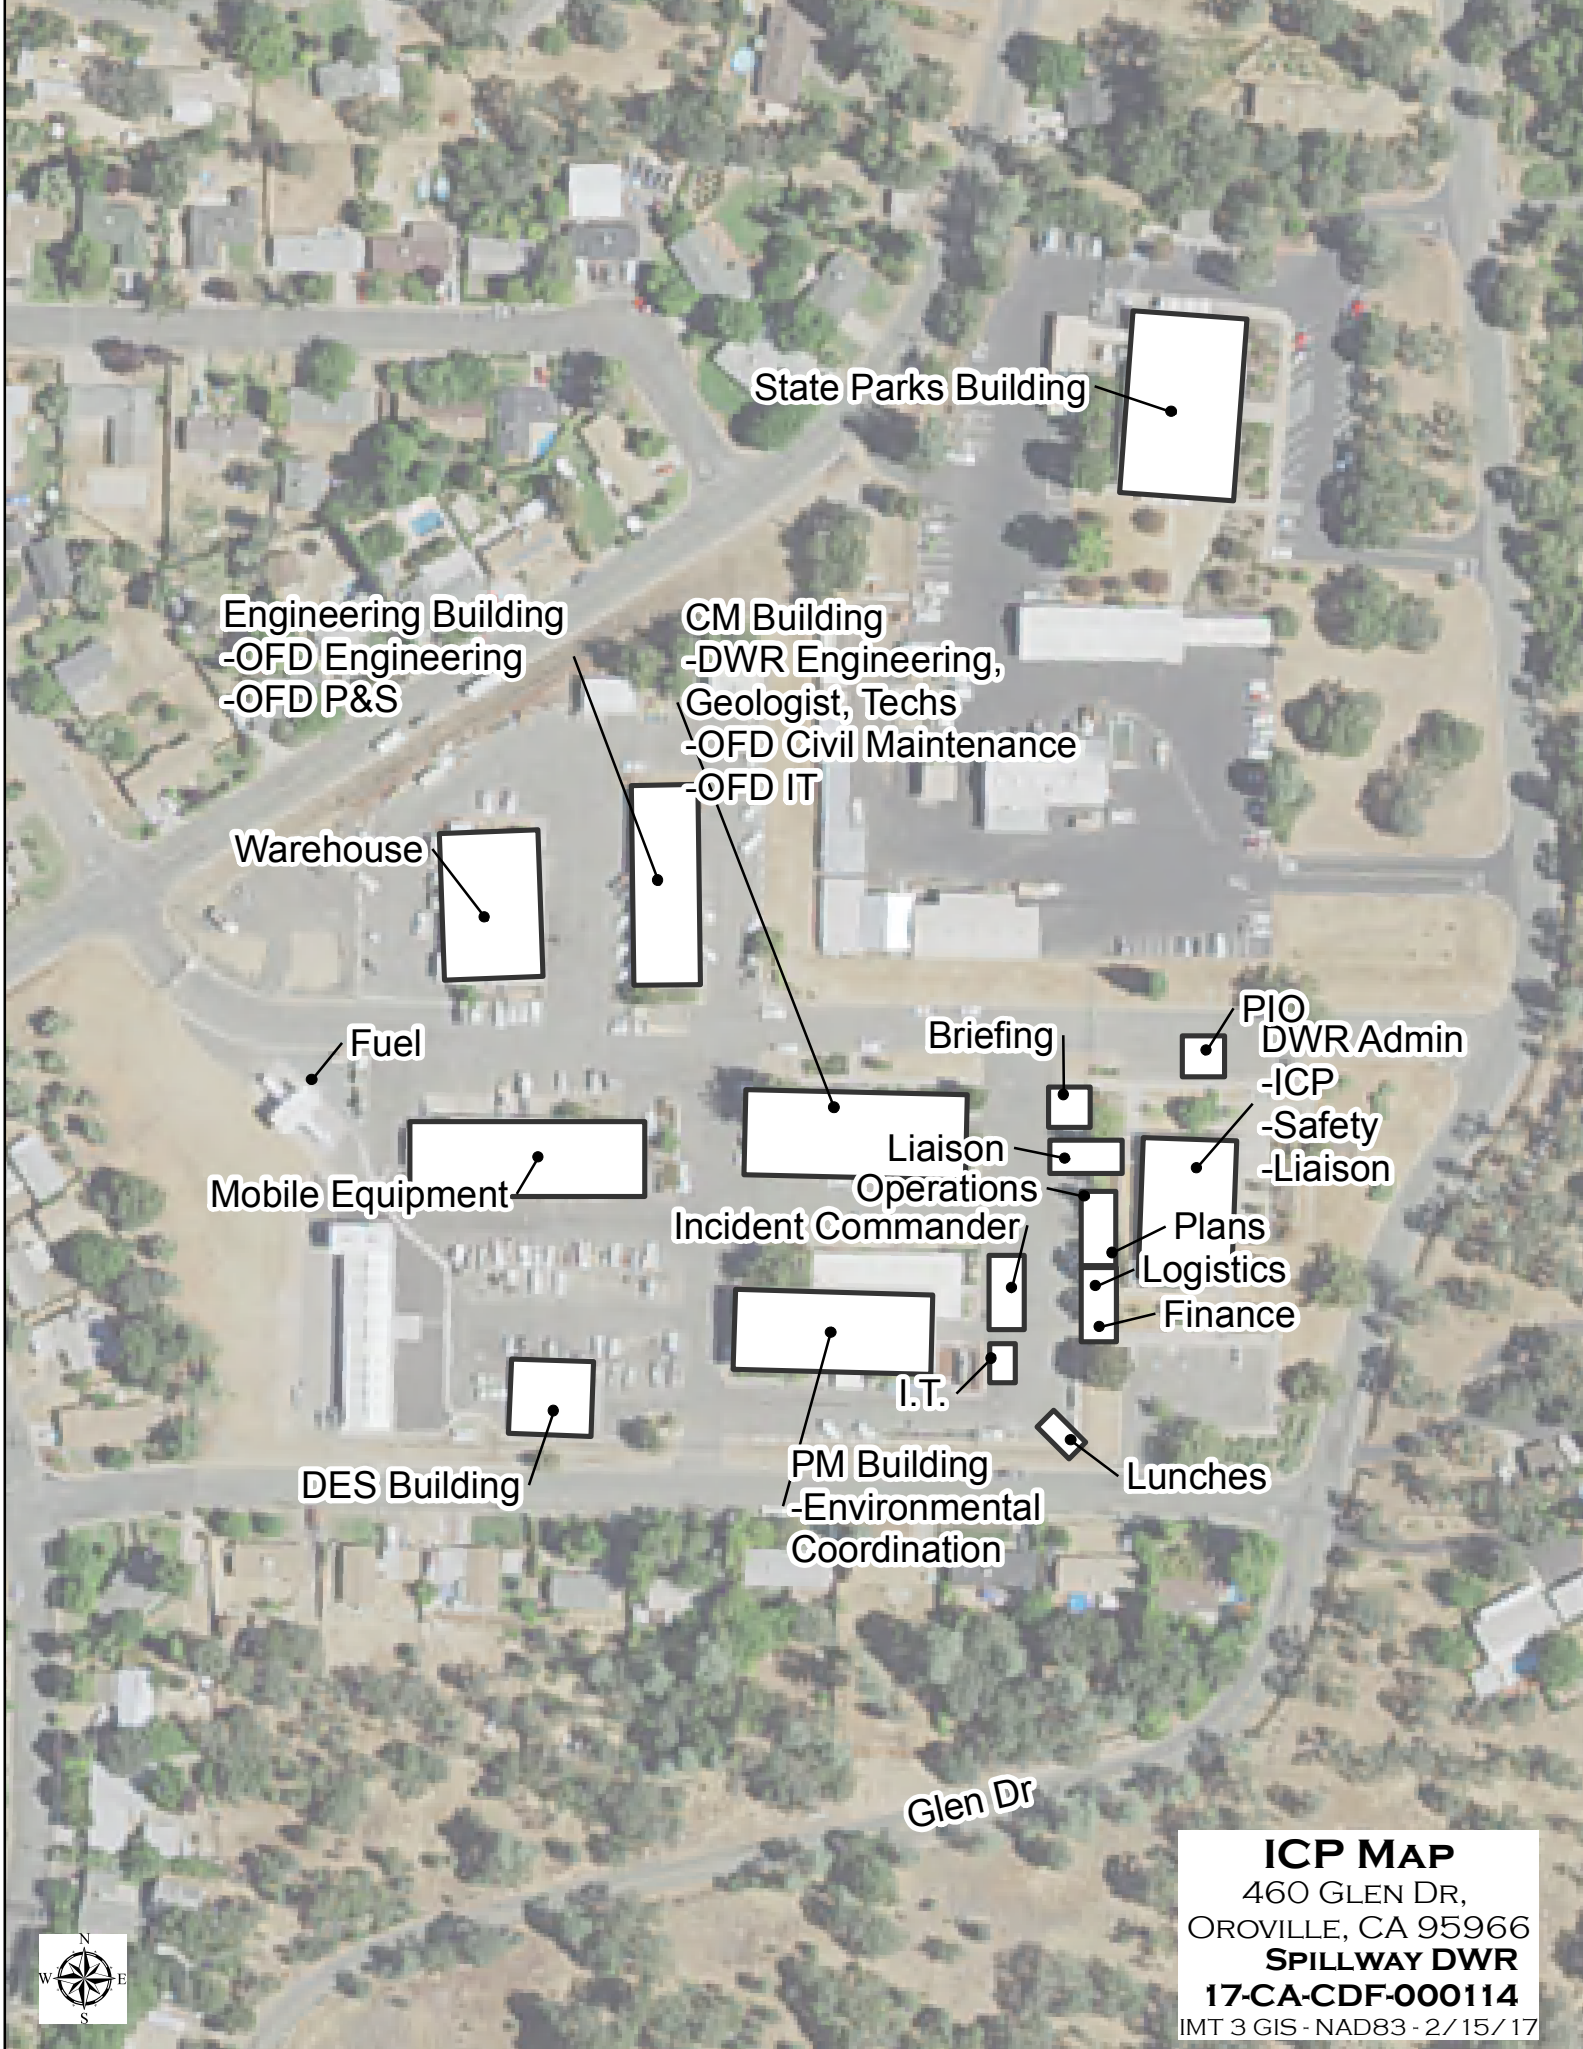 State Parks Building
Engineering Building
-OFD Engineering
-OFD P&S
CM Building
-DWR Engineering,
Geologist, Techs
-OFD Civil Maintenance
-OFD IT
Warehouse
Fuel
Briefing
PIO
DWR Admin
-ICP
-Safety
-Liaison
Liaison
Mobile Equipment
Operations
Incident Commander
Plans
Logistics
Finance
I.T.
DES Building
PM Building
-Environmental
Coordination
Lunches
Glen Dr
ICP MAP
460 GLEN DR,
OROVILLE, CA 95966
SPILLWAY DWR
17-CA-CDF-000114
IMT 3 GIS - NAD83 - 2/15/17
N
W E
S